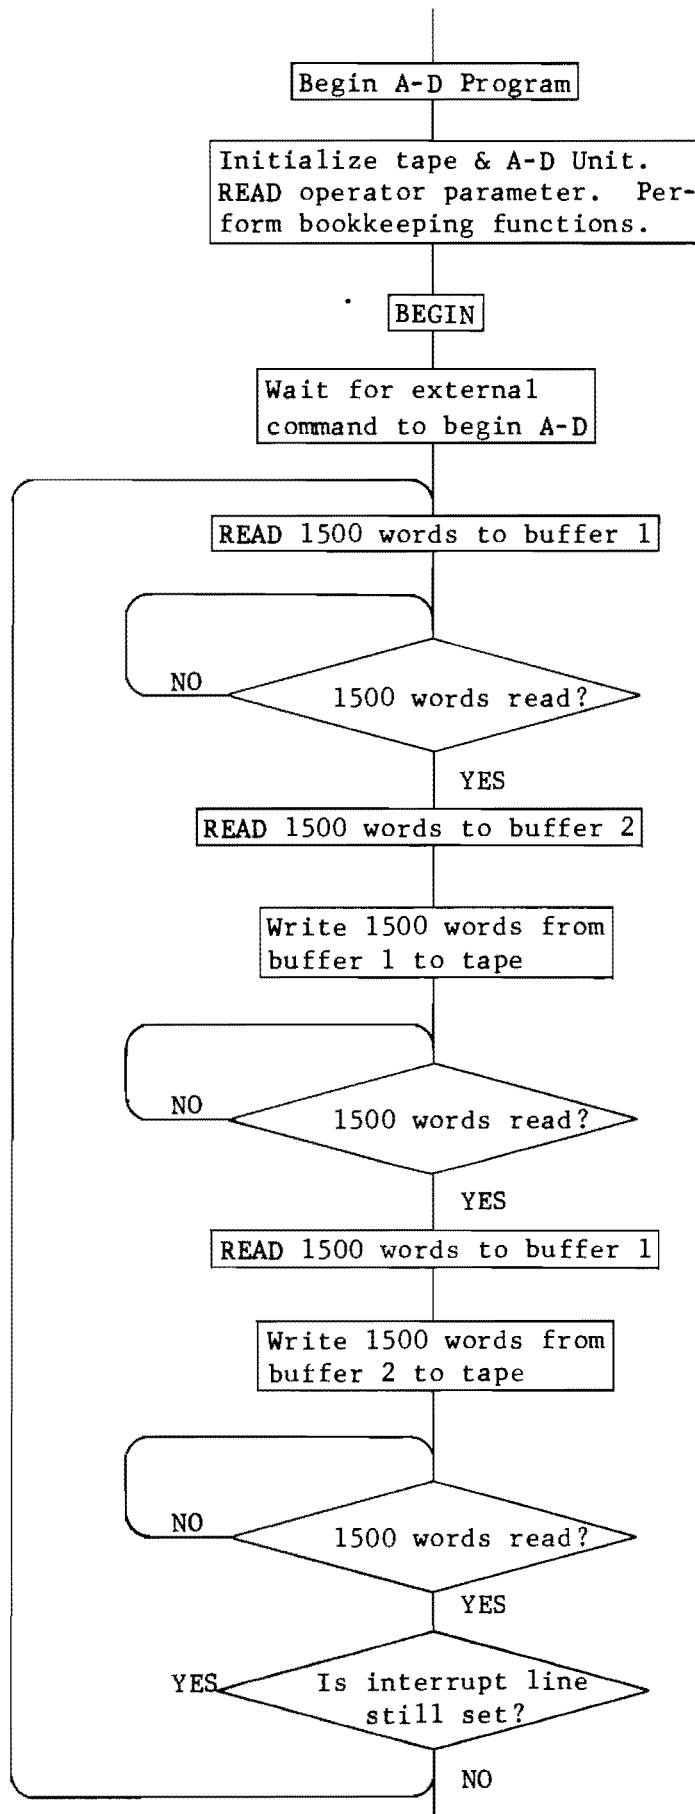 Begin A-D Program
Initialize tape & A-D Unit.
READ operator parameter. Per-
form bookkeeping functions.
BEGIN
Wait for external
command to begin A-D
READ 1500 words to buffer 1
NO
1500 words read?
YES
READ 1500 words to buffer 2
Write 1500 words from
buffer 1 to tape
NO
1500 words read?
YES
READ 1500 words to buffer 1
Write 1500 words from
buffer 2 to tape
NO
1500 words read?
YES
YES
Is interrupt line
still set?
NO